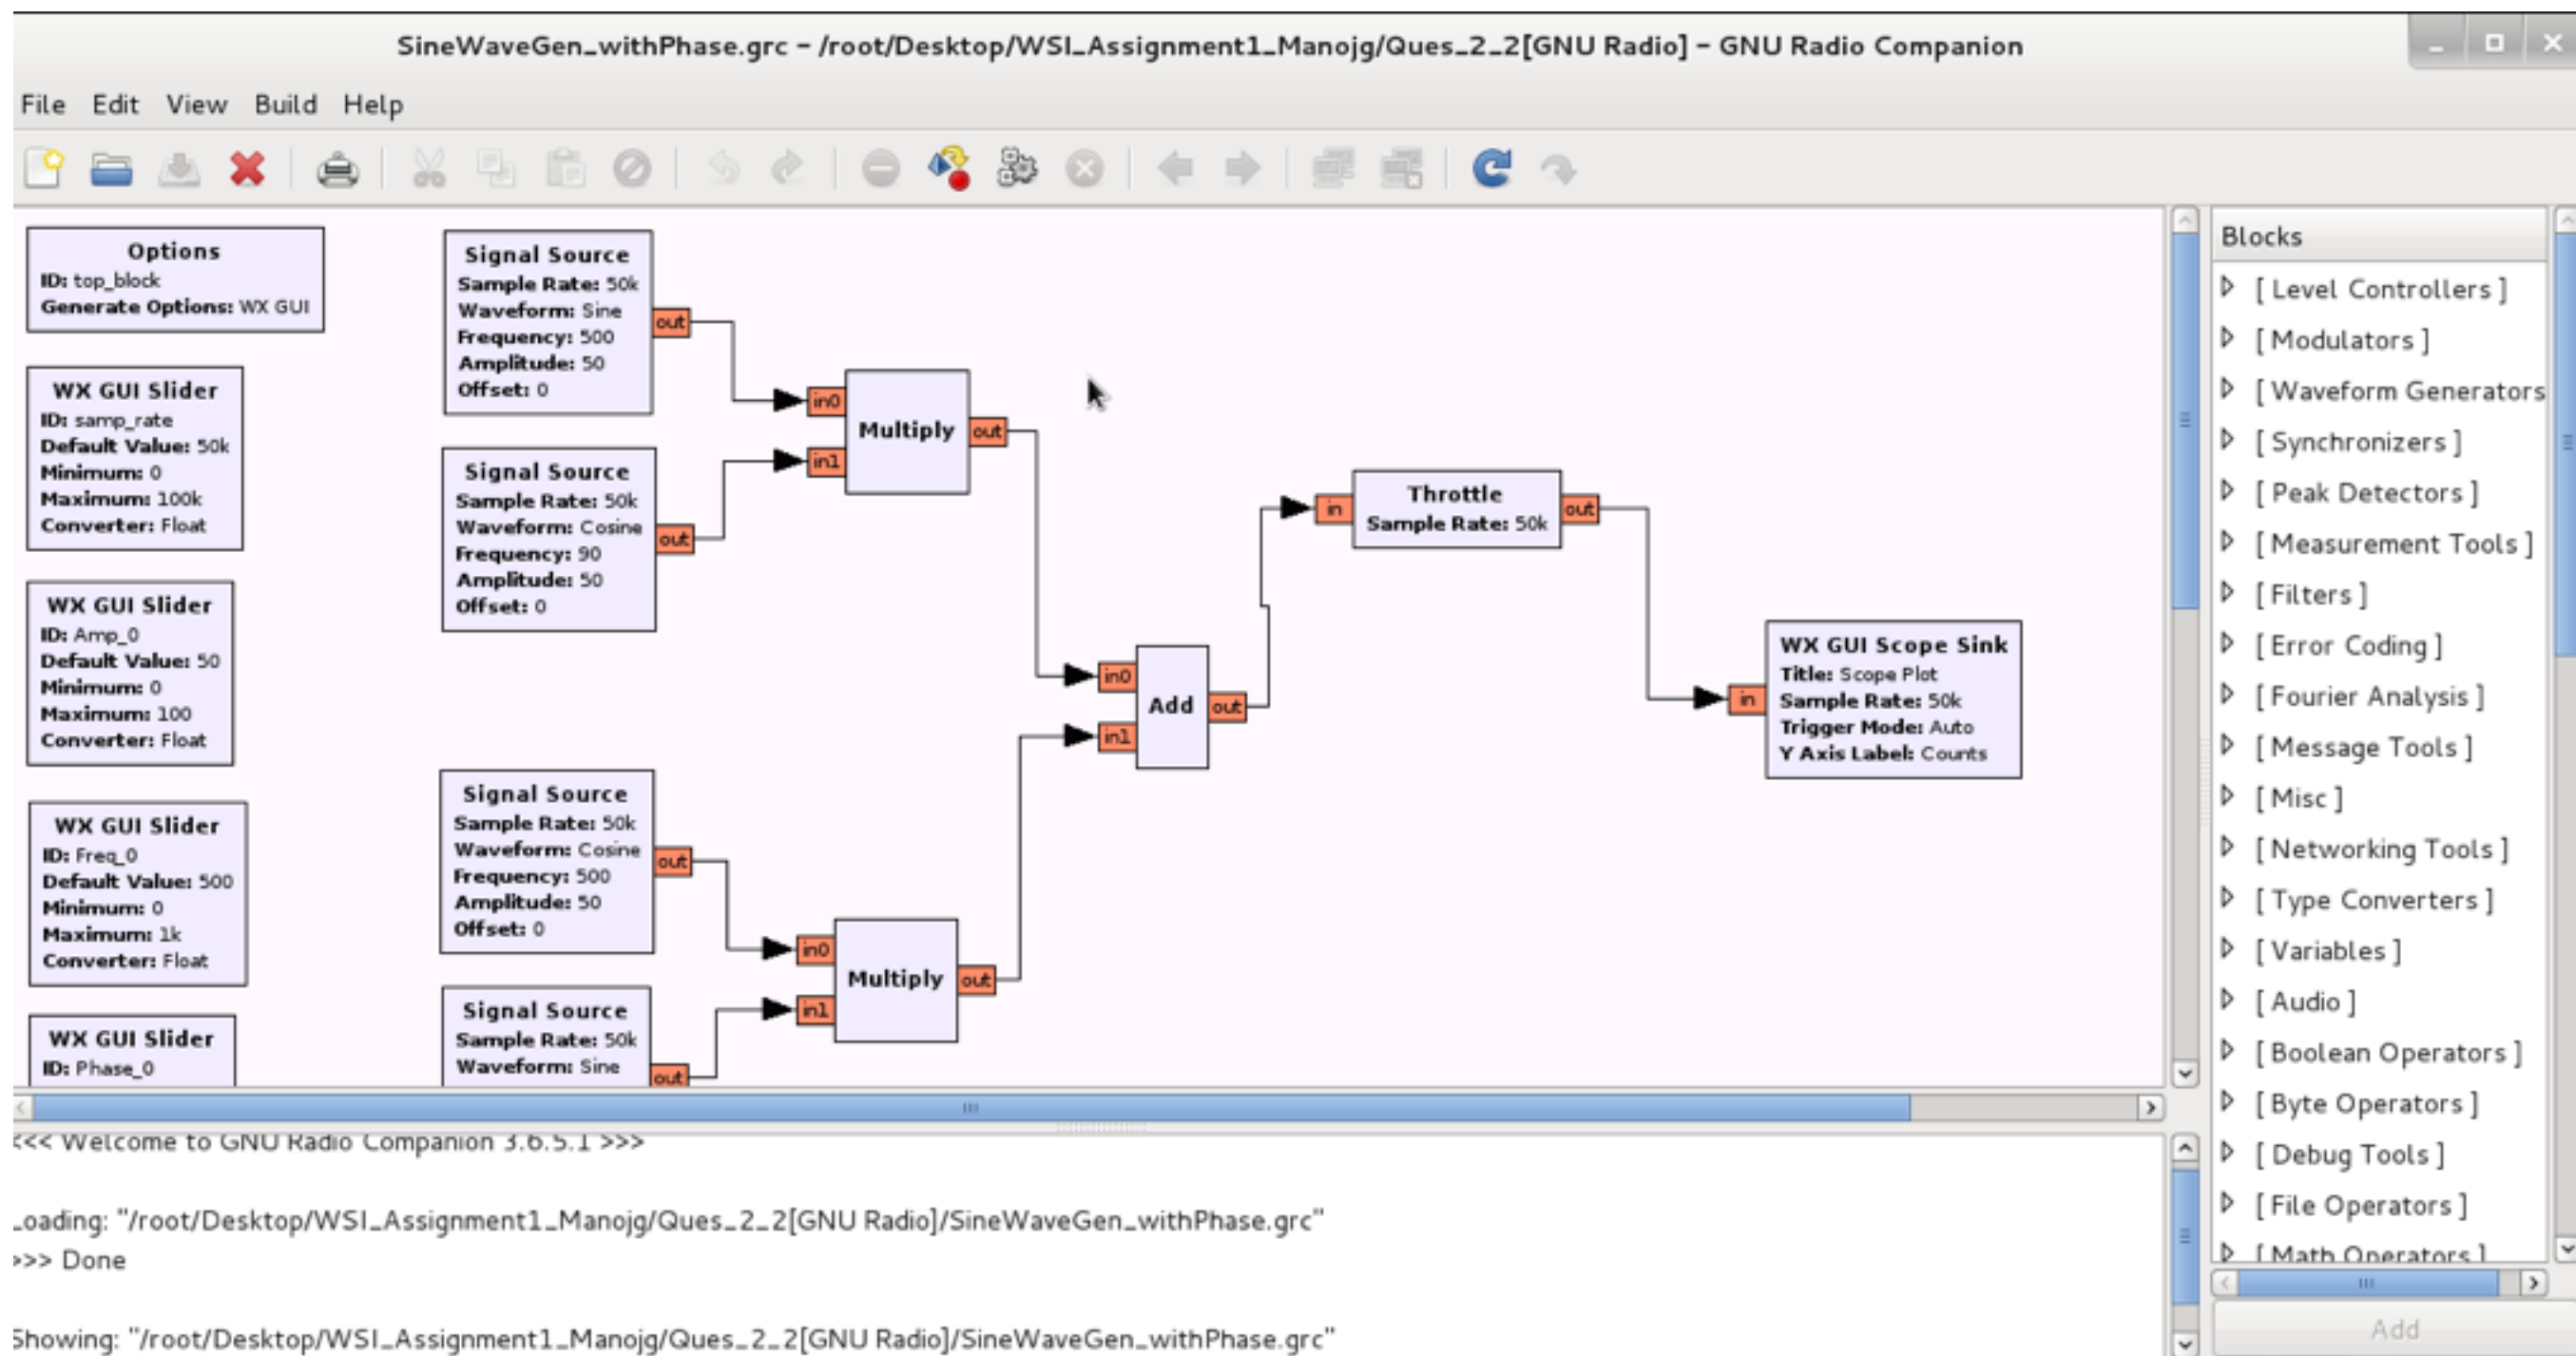 SineWaveGen_withPhase.grc - /root/Desktop/WSI_Assignment1_Manojg/Ques_2_2[GNU Radio] - GNU Radio Companion
File Edit View Build Help
Options
ID: top_block
Generate Options: WX GUI
WX GUI Slider
ID: samp_rate
Default Value: 50k
Minimum: 0
Maximum: 100k
Converter: Float
WX GUI Slider
ID: Amp_0
Default Value: 50
Minimum: 0
Maximum: 100
Converter: Float
WX GUI Slider
ID: Freq_0
Default Value: 500
Minimum: 0
Maximum: 1k
Converter: Float
WX GUI Slider
ID: Phase_0
Signal Source
Sample Rate: 50k
Waveform: Sine
Frequency: 500
Amplitude: 50
Offset: 0
out
Signal Source
Sample Rate: 50k
Waveform: Cosine
Frequency: 90
Amplitude: 50
Offset: 0
out
in0
in1
Multiply
out
Signal Source
Sample Rate: 50k
Waveform: Cosine
Frequency: 500
Amplitude: 50
Offset: 0
out
Signal Source
Sample Rate: 50k
Waveform: Sine
out
in0
in1
Multiply
out
in0
in1
Add
out
in
Throttle
Sample Rate: 50k
out
in
WX GUI Scope Sink
Title: Scope Plot
Sample Rate: 50k
Trigger Mode: Auto
Y Axis Label: Counts
Blocks
[ Level Controllers ]
[ Modulators ]
[ Waveform Generators
[ Synchronizers ]
[ Peak Detectors ]
[ Measurement Tools ]
[ Filters ]
[ Error Coding ]
[ Fourier Analysis ]
[ Message Tools ]
[ Misc ]
[ Networking Tools ]
[ Type Converters ]
[ Variables ]
[ Audio ]
[ Boolean Operators ]
[ Byte Operators ]
[ Debug Tools ]
[ File Operators ]
[ Math Operators ]
Add
<<< Welcome to GNU Radio Companion 3.6.5.1 >>>
Loading: "/root/Desktop/WSI_Assignment1_Manojg/Ques_2_2[GNU Radio]/SineWaveGen_withPhase.grc"
>>> Done
Showing: "/root/Desktop/WSI_Assignment1_Manojg/Ques_2_2[GNU Radio]/SineWaveGen_withPhase.grc"